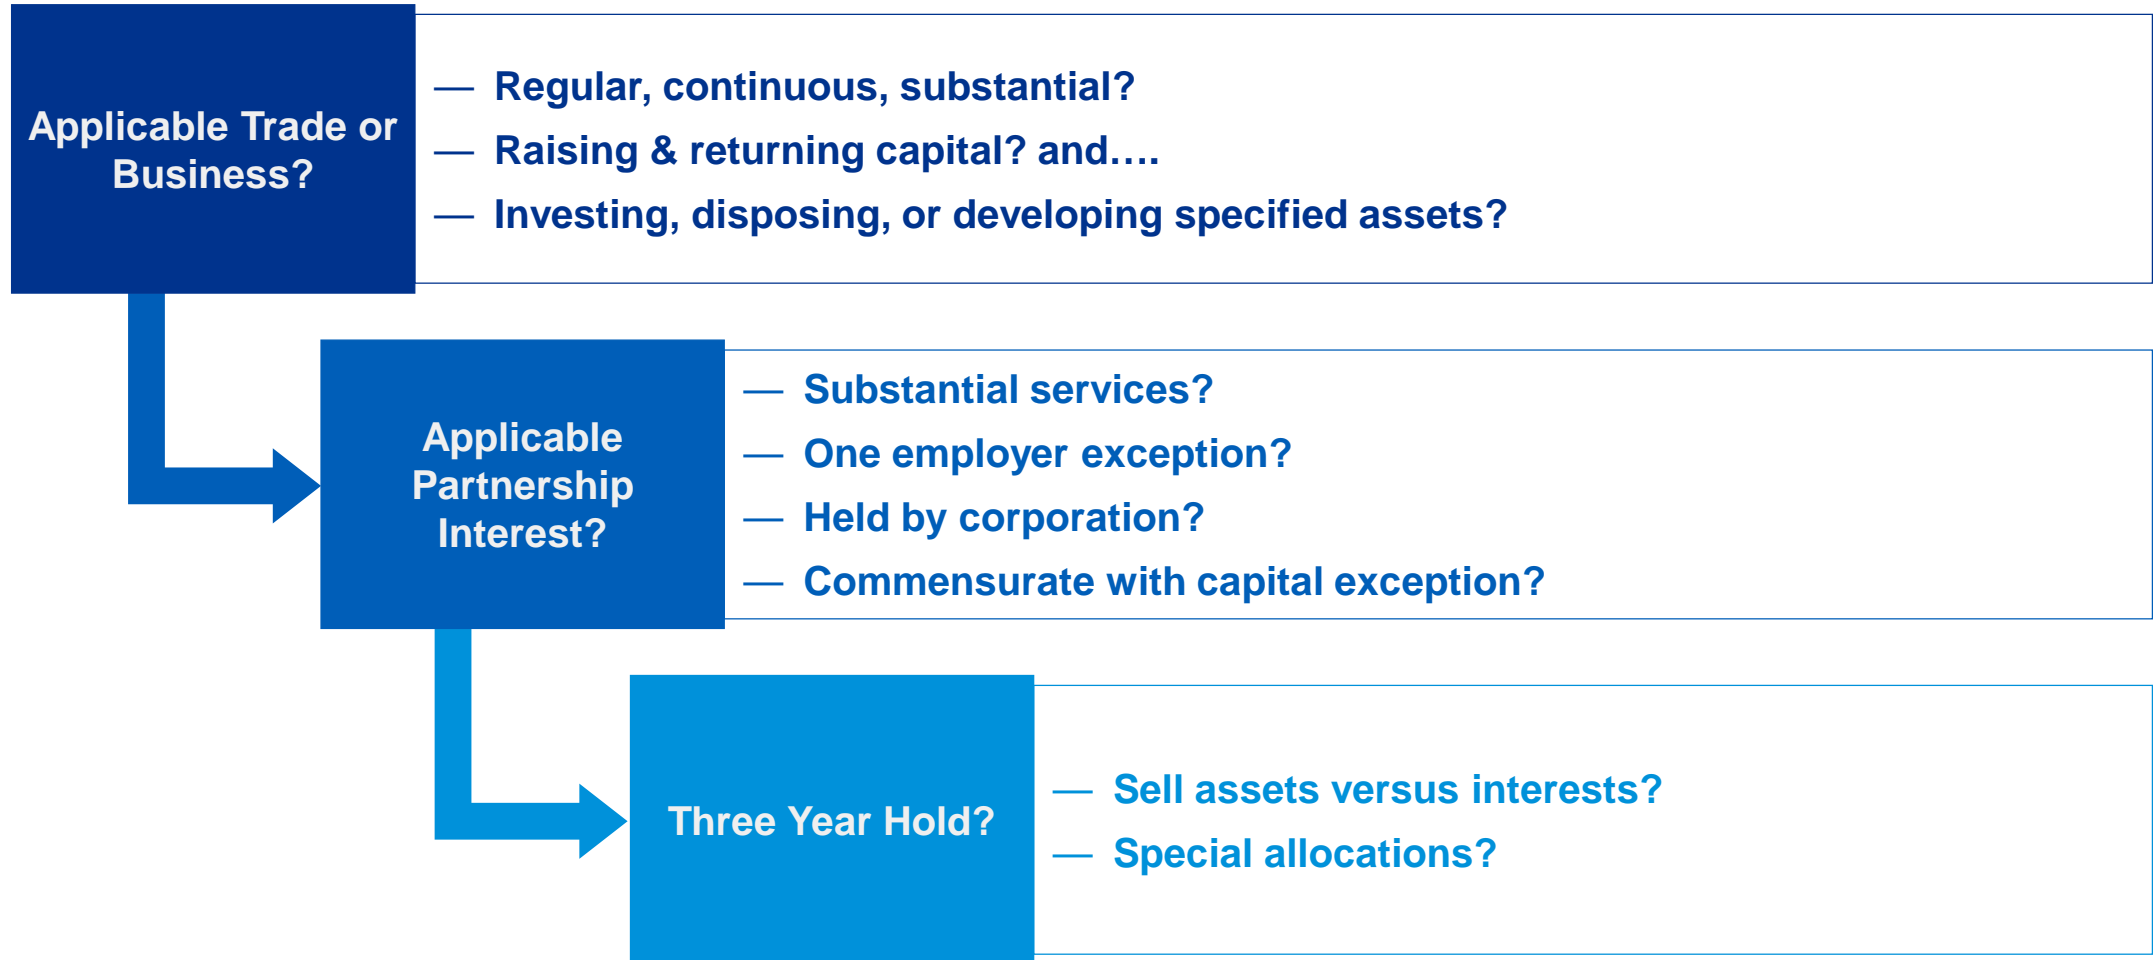 Applicable Trade or
Business?
— Regular, continuous, substantial?
— Raising & returning capital? and….
— Investing, disposing, or developing specified assets?
Applicable
Partnership
Interest?
— Substantial services?
— One employer exception?
— Held by corporation?
— Commensurate with capital exception?
Three Year Hold?
— Sell assets versus interests?
— Special allocations?